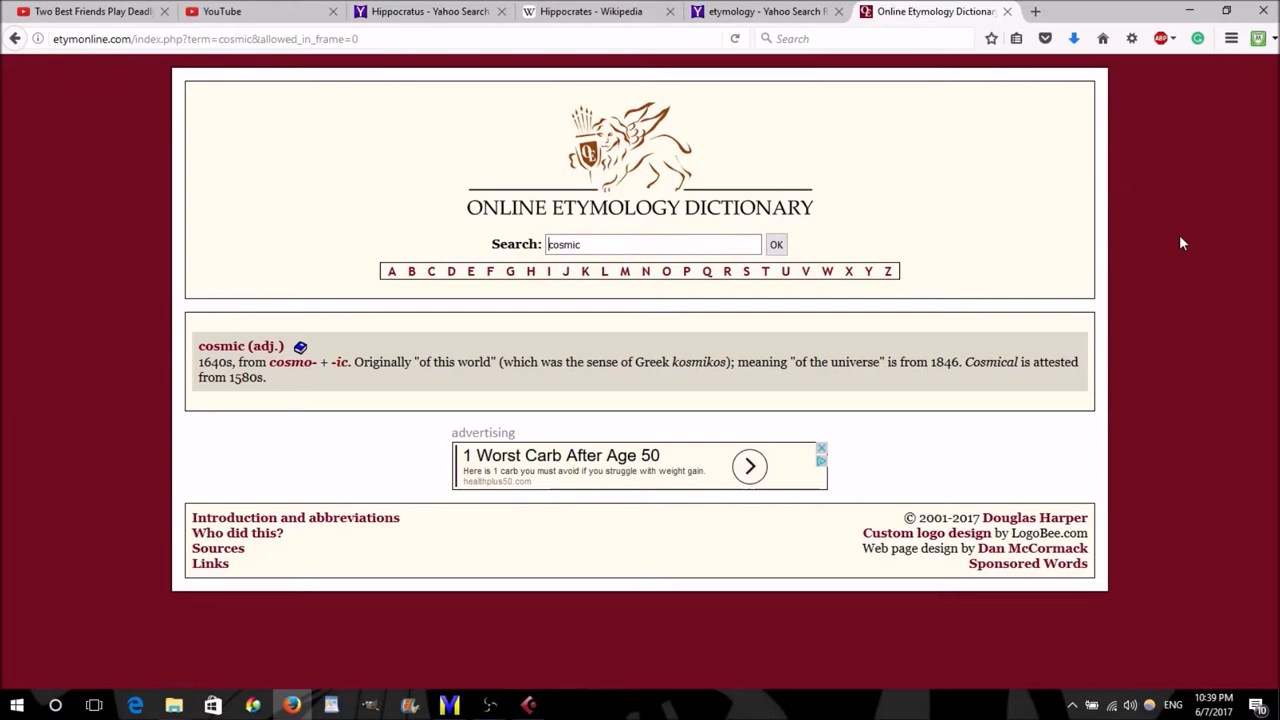 Two Best Friends Play Deadl
YouTube
Hippocratus - Yahoo Search
Hippocrates - Wikipedia
etymology - Yahoo Search R
Online Etymology Dictionary
etymonline.com/index.php?term=cosmic&allowed_in_frame=0
Search
ABP
OE
ONLINE ETYMOLOGY DICTIONARY
Search: cosmic OK
A B C D E F G H I J K L M N O P Q R S T U V W X Y Z
cosmic (adj.)
1640s, from cosmo- + -ic. Originally "of this world" (which was the sense of Greek kosmikos); meaning "of the universe" is from 1846. Cosmical is attested
from 1580s.
advertising
1 Worst Carb After Age 50
Here is 1 carb you must avoid if you struggle with weight gain.
healthplus50.com
Introduction and abbreviations
Who did this?
Sources
Links
© 2001-2017 Douglas Harper
Custom logo design by LogoBee.com
Web page design by Dan McCormack
Sponsored Words
ENG
10:39 PM
6/7/2017
10